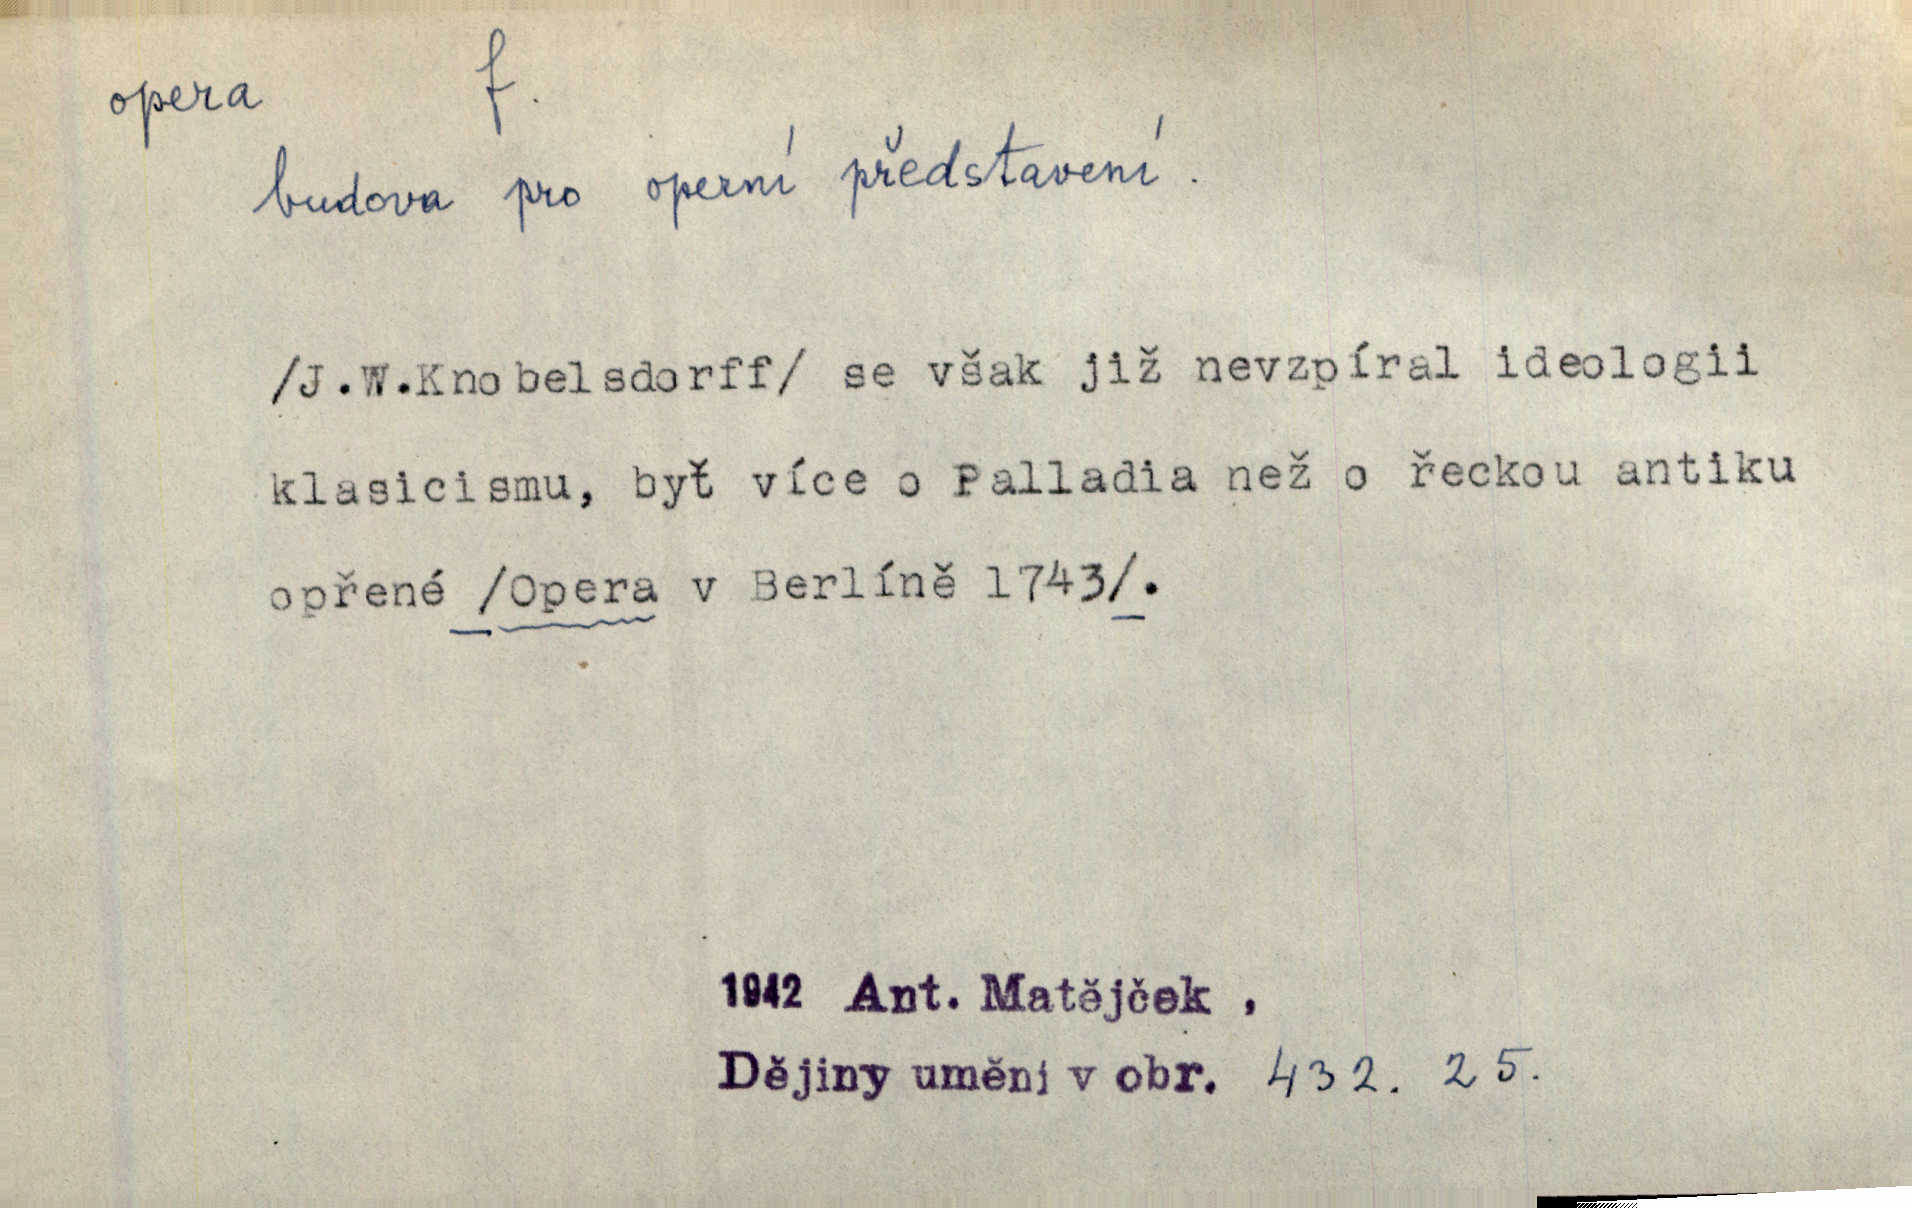 opera f.
budova pro operní představení.
/J.W.Knobelsdorff/ se však již nevzpíral ideologii
klasicismu, byť více o Palladia než o řeckou antiku
opřené /Opera v Berlíně 1743/.
1942 Ant. Matějček ,
Dějiny umění v obr. 432. 25.